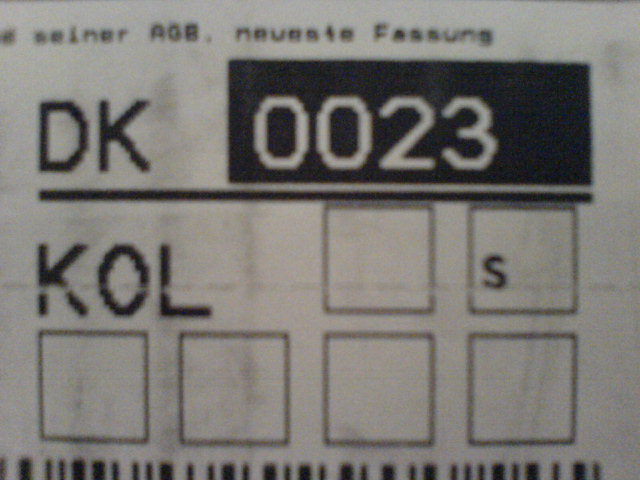 seiner AGB, neueste Fassung
DK 0023
KOL
S